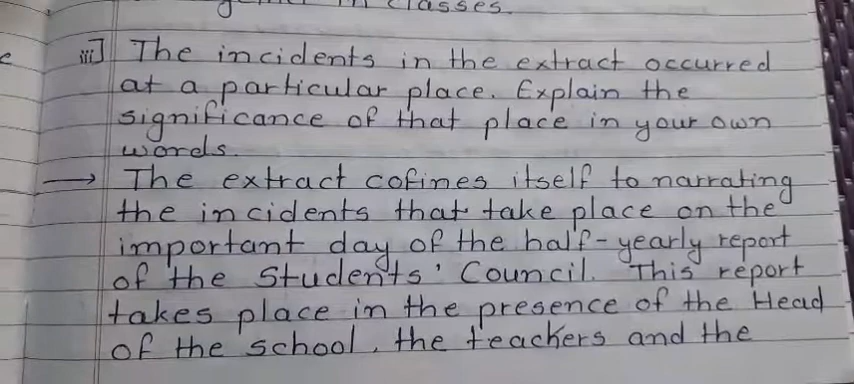 classes.
iii] The incidents in the extract occurred
at a particular place. Explain the
significance of that place in your own
words.
→ The extract cofines itself to narrating
the incidents that take place on the
important day of the half-yearly report
of the Students' Council. This report
takes place in the presence of the Head
of the school, the teachers and the